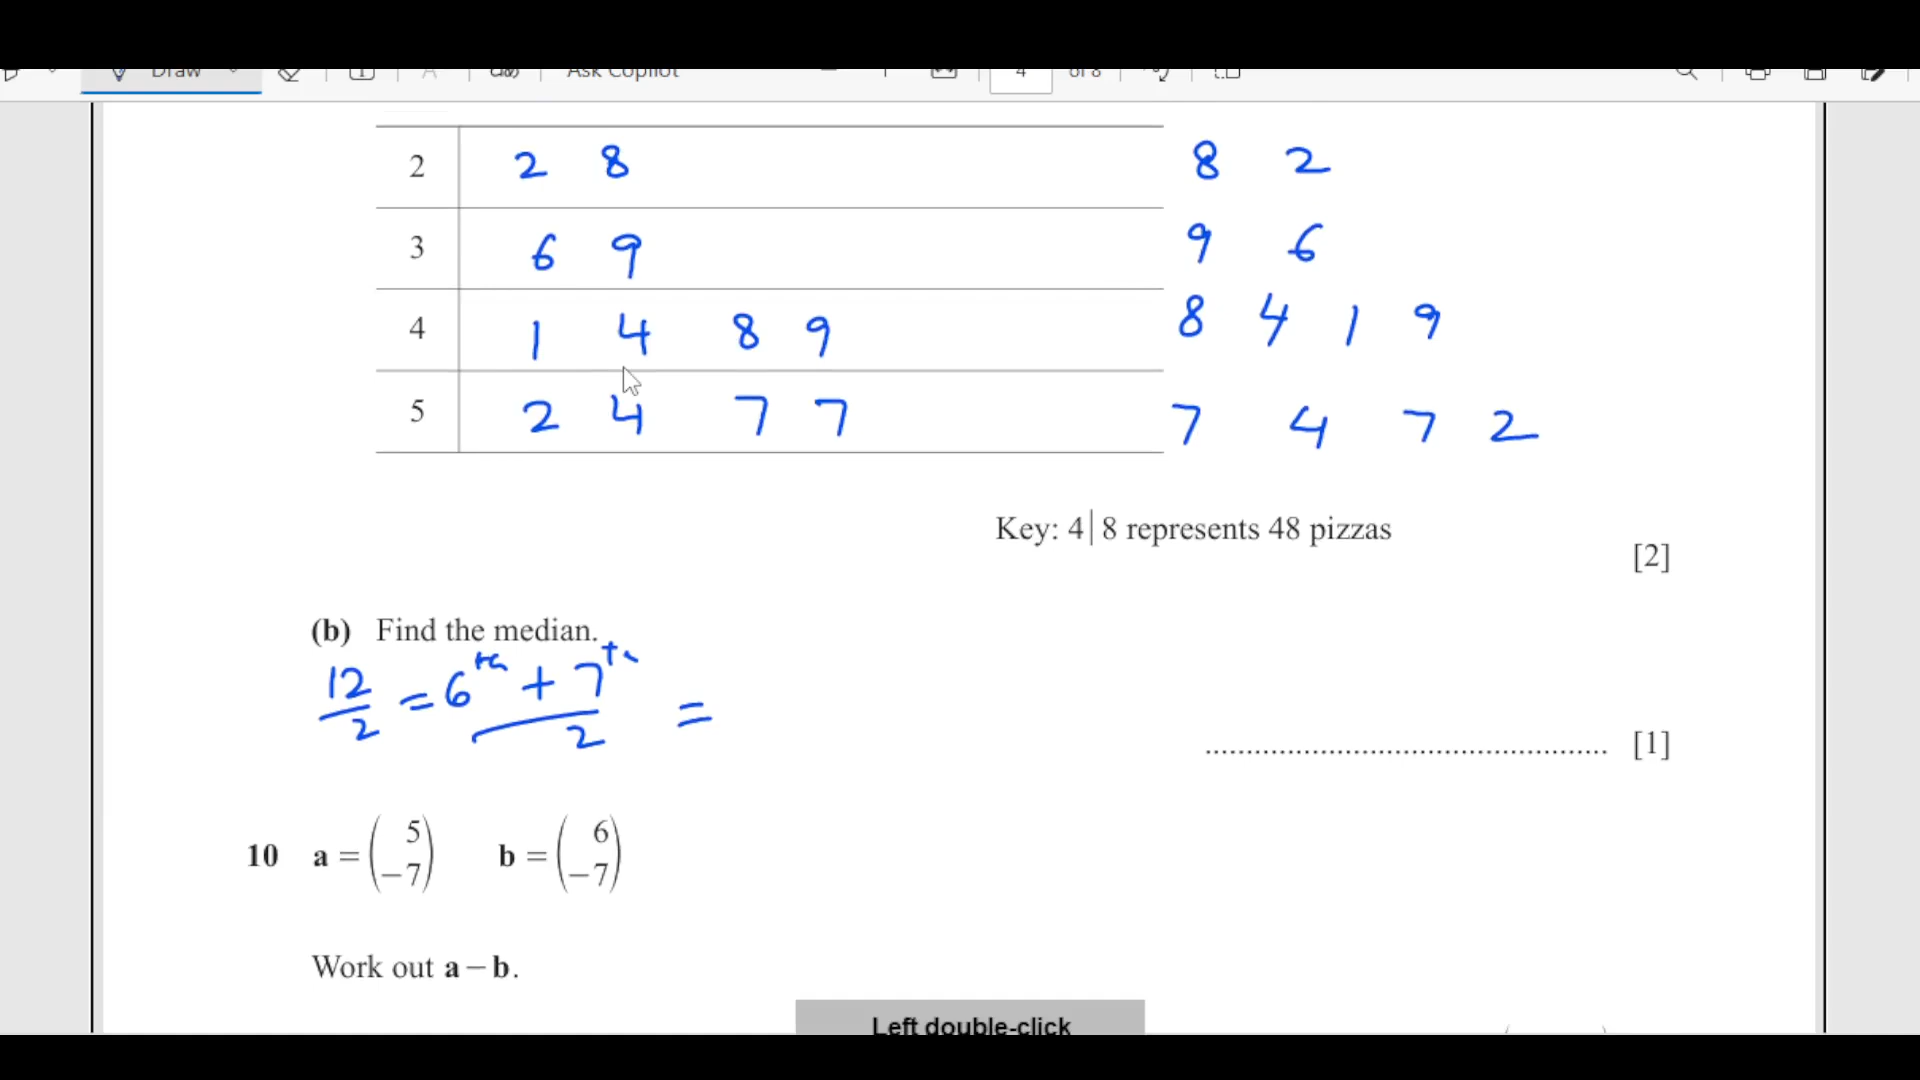 Draw Ask Copilot 4 of 8
2 2 8 8 2
3 6 9 9 6
4 1 4 8 9 8 4 1 9
5 2 4 7 7 7 4 7 2
Key: 4|8 represents 48 pizzas
[2]
(b) Find the median.
12/2 = 6th + 7th / 2 =
................................................ [1]
10 a = (5 −7) b = (6 −7)
Work out a − b.
Left double-click